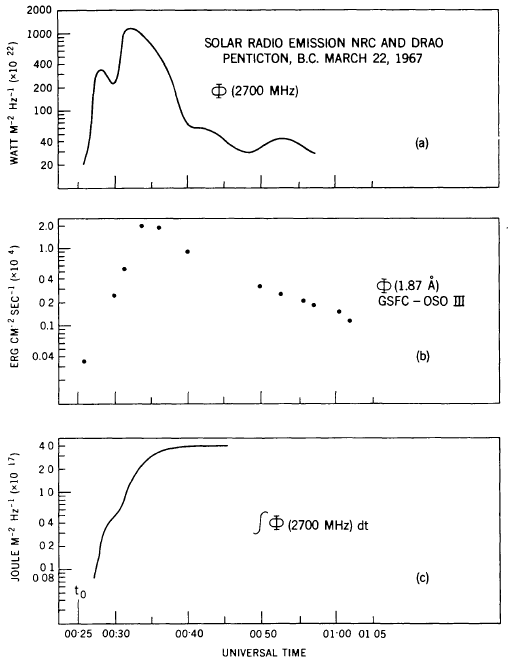 2000
1000
400
200
100
40
20
WATT M⁻² Hz⁻¹ (×10 22)
SOLAR RADIO EMISSION NRC AND DRAO
PENTICTON, B.C. MARCH 22, 1967
Φ (2700 MHz)
(a)
2.0
1.0
0 4
0.2
0.1
0.04
ERG CM⁻² SEC⁻¹ (× 10⁴)
Φ (1.87 Å)
GSFC – OSO III
(b)
4 0
2 0
1 0
0 4
0 2
0 1
0 08
JOULE M⁻² Hz⁻¹ (×10 17)
∫ Φ (2700 MHz) dt
(c)
t₀
00:25 00:30 00:40 00 50 01·00 01 05
UNIVERSAL TIME